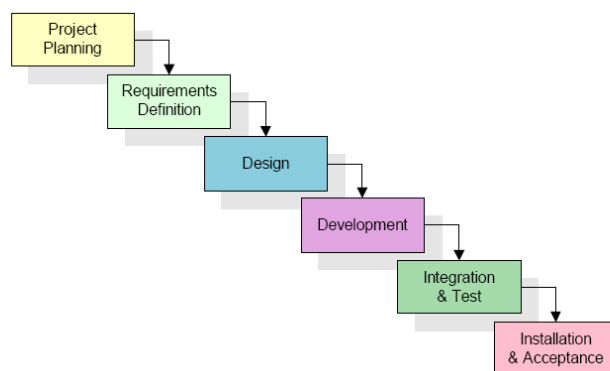 Project
Planning
Requirements
Definition
Design
Development
Integration
& Test
Installation
& Acceptance